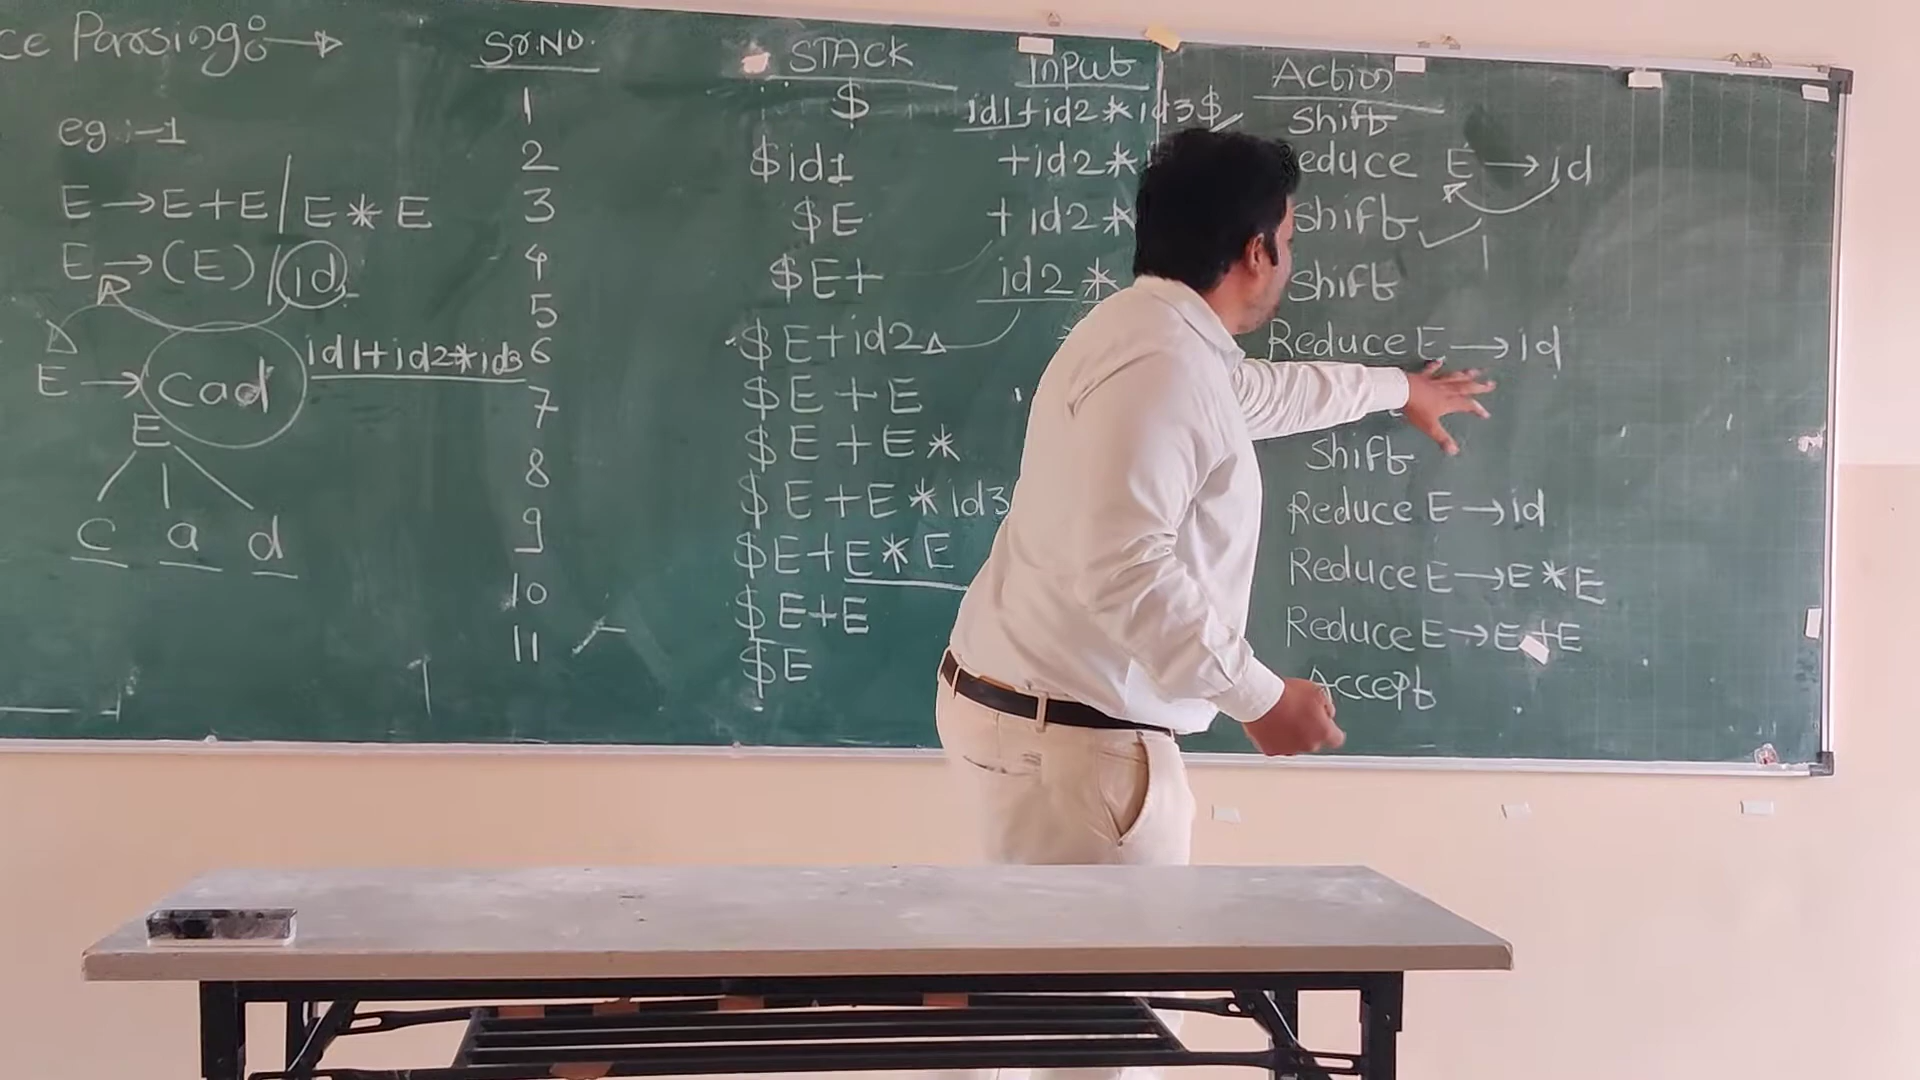 ce Parsing:→
eg:-1
E→E+E/E*E
E→(E)/id
id1+id2*id3
E→cad
E
c a d
Sr.No. STACK Input Action
1 $ id1+id2*id3$ Shift
2 $id1 +id2* educe E→id
3 $E +id2* Shift
4 $E+ id2* Shift
5 $E+id2 Reduce E→id
6 $E+E
7 $E+E* Shift
8 $E+E*id3 Reduce E→id
9 $E+E*E Reduce E→E*E
10 $E+E Reduce E→E+E
11 $E Accept